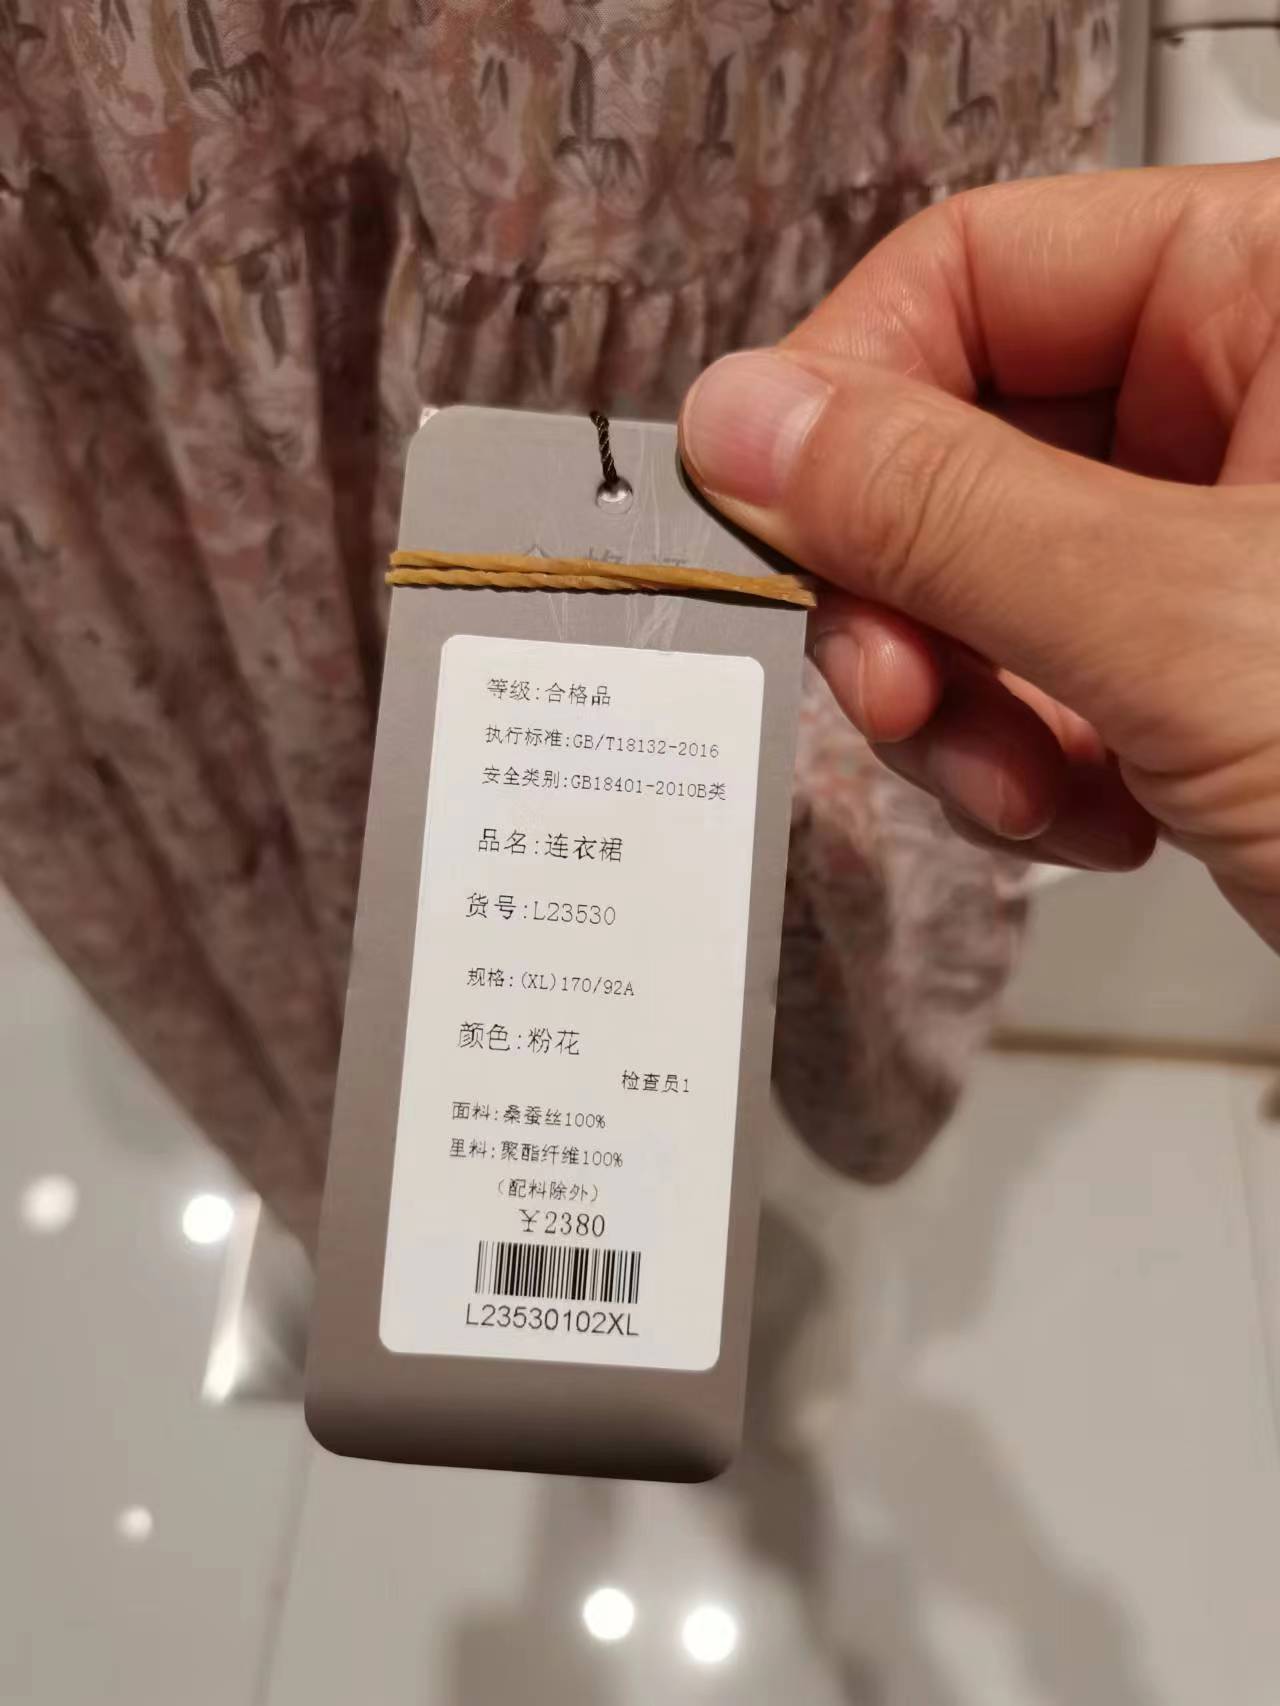 合格证
等级:合格品
执行标准:GB/T18132-2016
安全类别:GB18401-2010B类
品名:连衣裙
货号:L23530
规格:(XL)170/92A
颜色:粉花
检查员1
面料:桑蚕丝100%
里料:聚酯纤维100%
(配料除外)
¥2380
L23530102XL